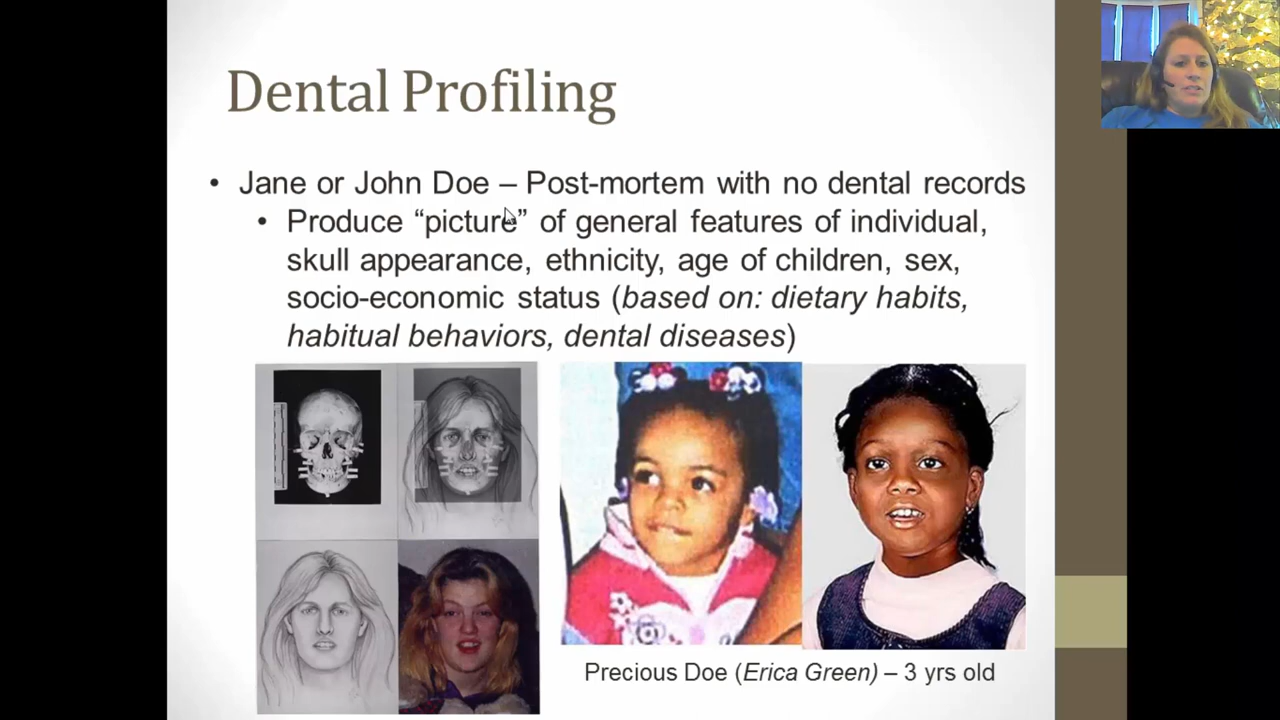 Dental Profiling
• Jane or John Doe – Post-mortem with no dental records
• Produce “picture” of general features of individual,
skull appearance, ethnicity, age of children, sex,
socio-economic status (based on: dietary habits,
habitual behaviors, dental diseases)
Precious Doe (Erica Green) – 3 yrs old